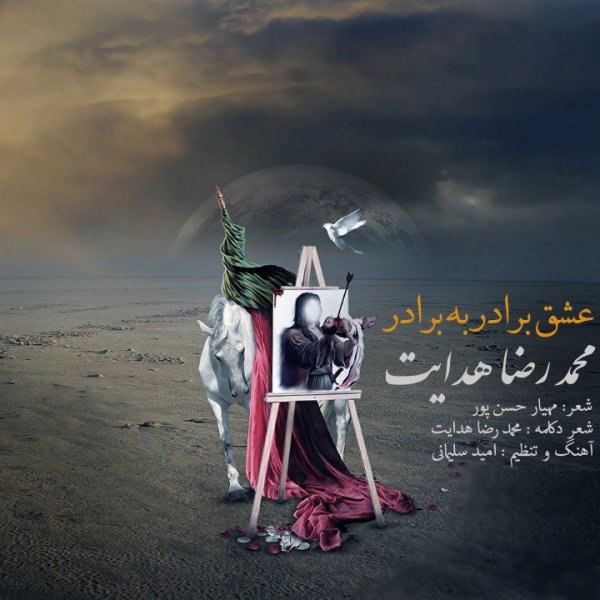 عشق برادر به برادر
محمد رضا هدایت
شعر : مهیار حسن پور
شعر دکلمه : محمد رضا هدایت
آهنگ و تنظیم : امید سلیمانی